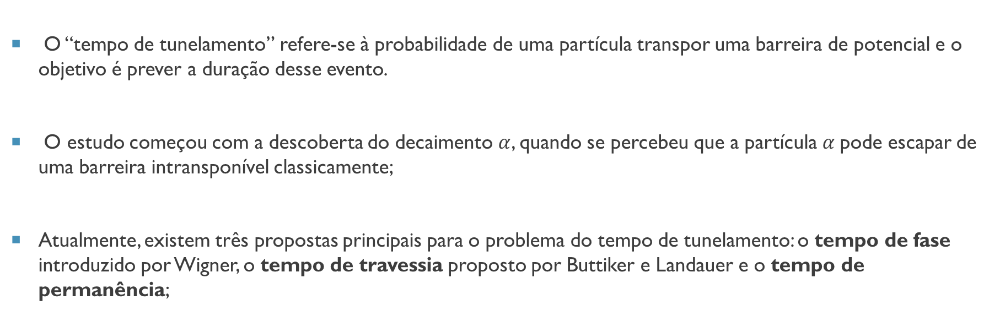 O “tempo de tunelamento” refere-se à probabilidade de uma partícula transpor uma barreira de potencial e o
objetivo é prever a duração desse evento.
O estudo começou com a descoberta do decaimento α, quando se percebeu que a partícula α pode escapar de
uma barreira intransponível classicamente;
Atualmente, existem três propostas principais para o problema do tempo de tunelamento: o tempo de fase
introduzido por Wigner, o tempo de travessia proposto por Buttiker e Landauer e o tempo de
permanência;